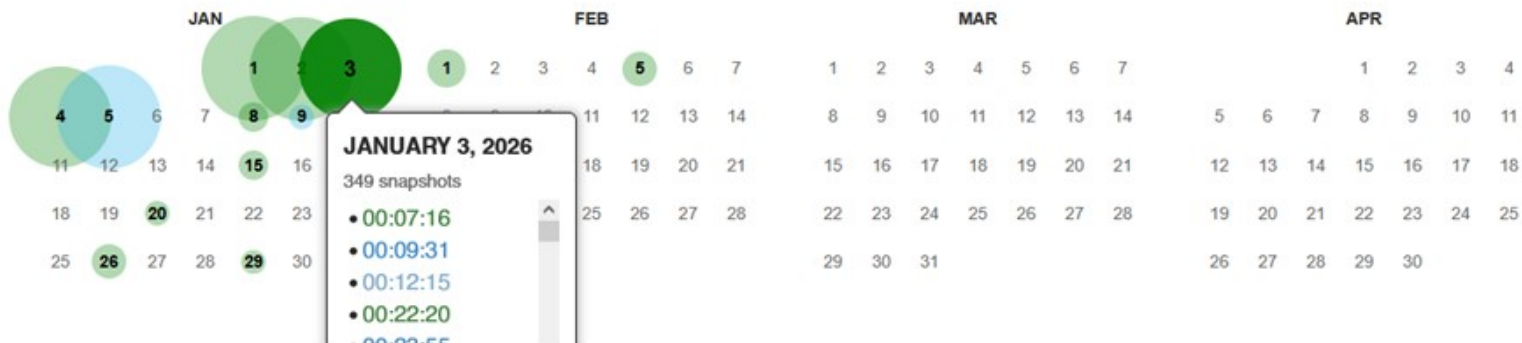 JAN FEB MAR APR
1 2 3 1 2 3 4 5 6 7 1 2 3 4 5 6 7 1 2 3 4
4 5 6 7 8 9 11 12 13 14 8 9 10 11 12 13 14 5 6 7 8 9 10 11
JANUARY 3, 2026
11 12 13 14 15 16 18 19 20 21 15 16 17 18 19 20 21 12 13 14 15 16 17 18
349 snapshots
18 19 20 21 22 23 25 26 27 28 22 23 24 25 26 27 28 19 20 21 22 23 24 25
• 00:07:16
• 00:09:31
25 26 27 28 29 30 29 30 31 26 27 28 29 30
• 00:12:15
• 00:22:20